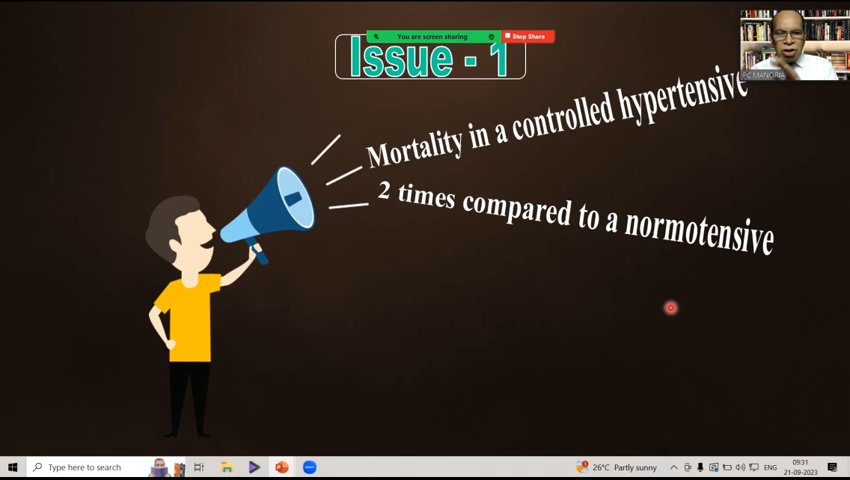 You are screen sharing
Stop Share
Issue - 1
PC MANORIA
Mortality in a controlled hypertensive
2 times compared to a normotensive
Type here to search
26°C Partly sunny
ENG
09:31
21-09-2023